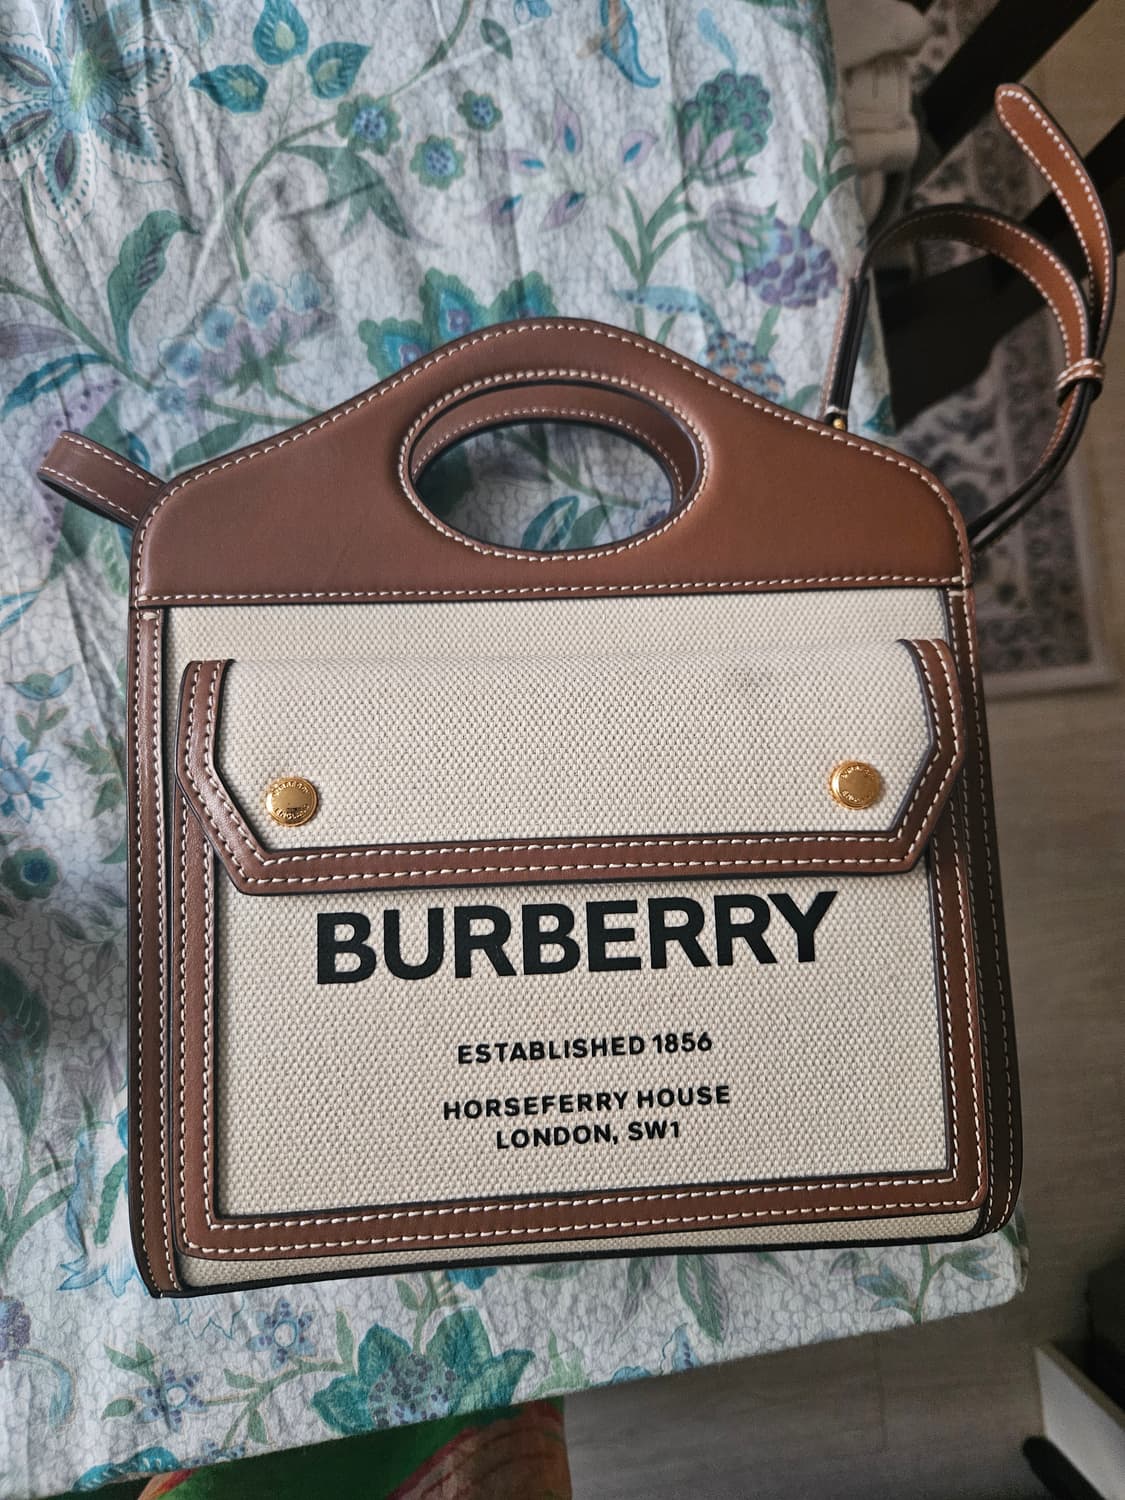 BURBERRY
ESTABLISHED 1856
HORSEFERRY HOUSE
LONDON, SW1